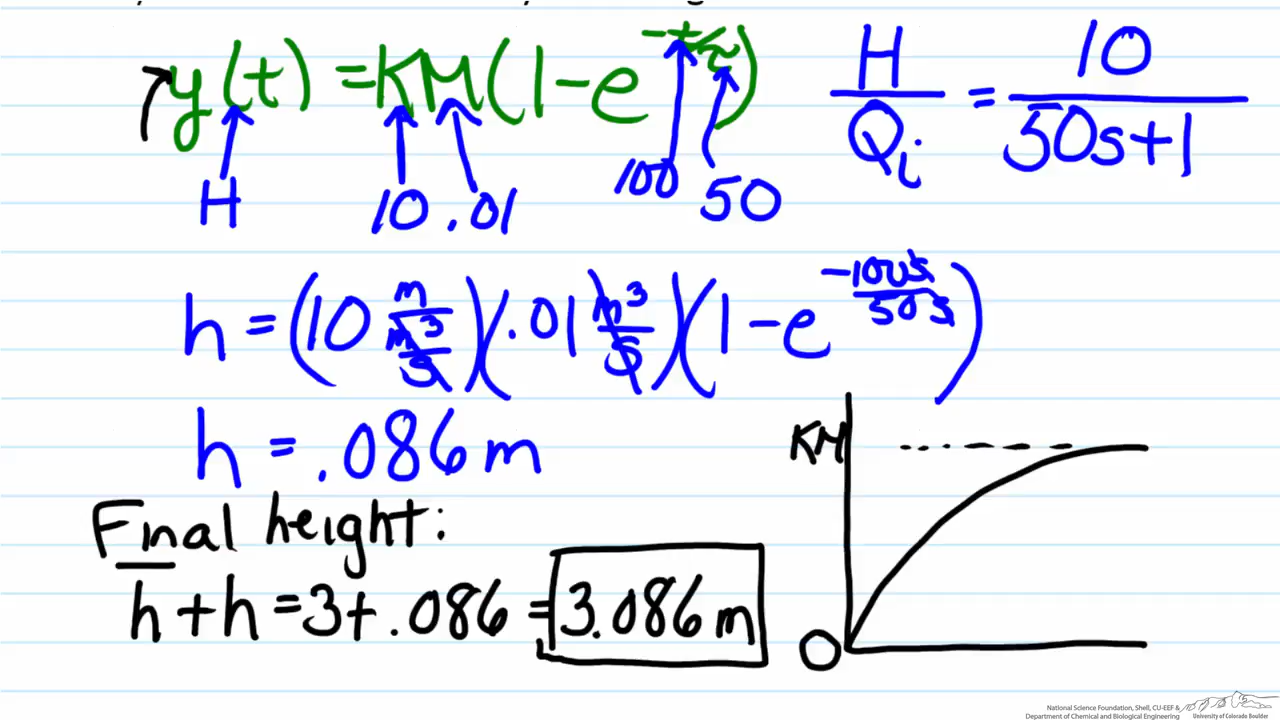 y(t) = KM(1 - e^-t/τ)
H 10 .01 100 50
H/Qi = 10/(50s+1)
h = (10 m/(m³/s))(.01 m³/s)(1 - e^-100s/50s)
h = .086 m
KM
Final height:
h + h = 3 + .086 = 3.086 m
0
National Science Foundation, Shell, CU-EEF &
Department of Chemical and Biological Engineering
University of Colorado Boulder